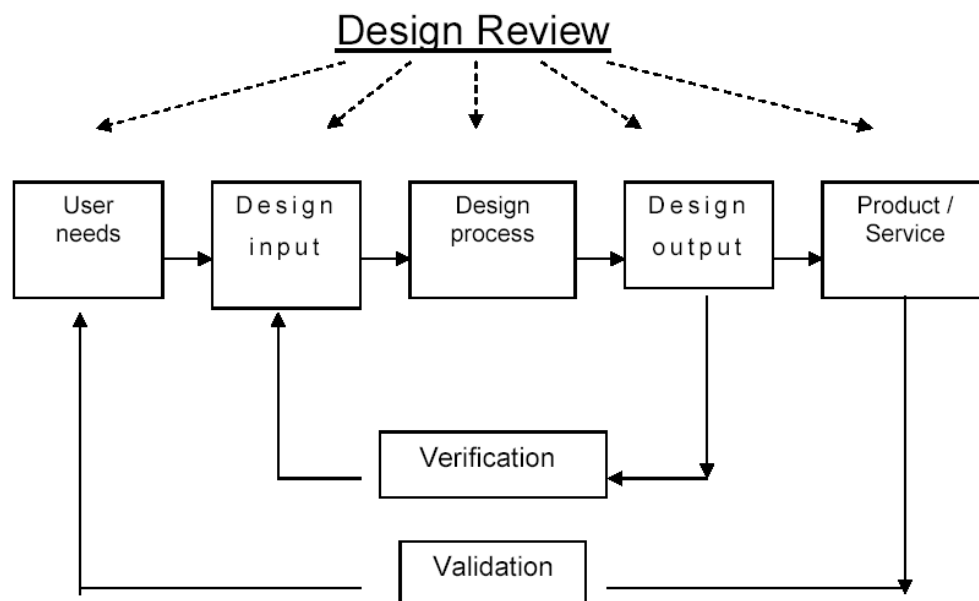 Design Review
User
needs
Design
input
Design
process
Design
output
Product /
Service
Verification
Validation